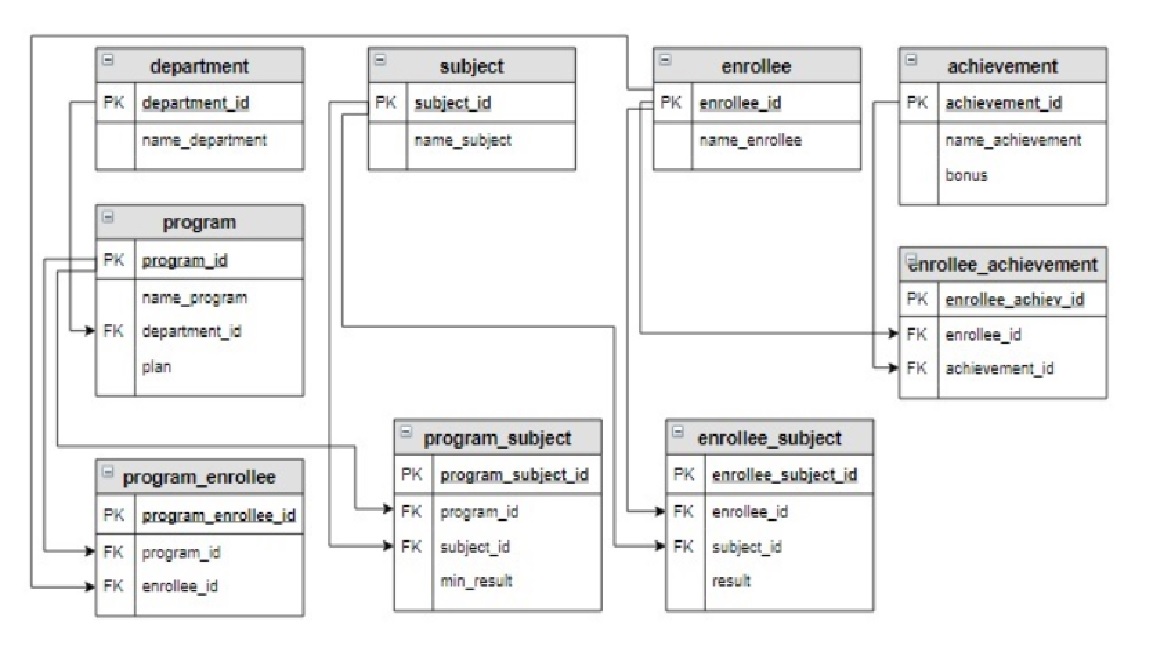 department
PK department_id
name_department
subject
PK subject_id
name_subject
enrollee
PK enrollee_id
name_enrollee
achievement
PK achievement_id
name_achievement
bonus
program
PK program_id
name_program
FK department_id
plan
enrollee_achievement
PK enrollee_achiev_id
FK enrollee_id
FK achievement_id
program_enrollee
PK program_enrollee_id
FK program_id
FK enrollee_id
program_subject
PK program_subject_id
FK program_id
FK subject_id
min_result
enrollee_subject
PK enrollee_subject_id
FK enrollee_id
FK subject_id
result